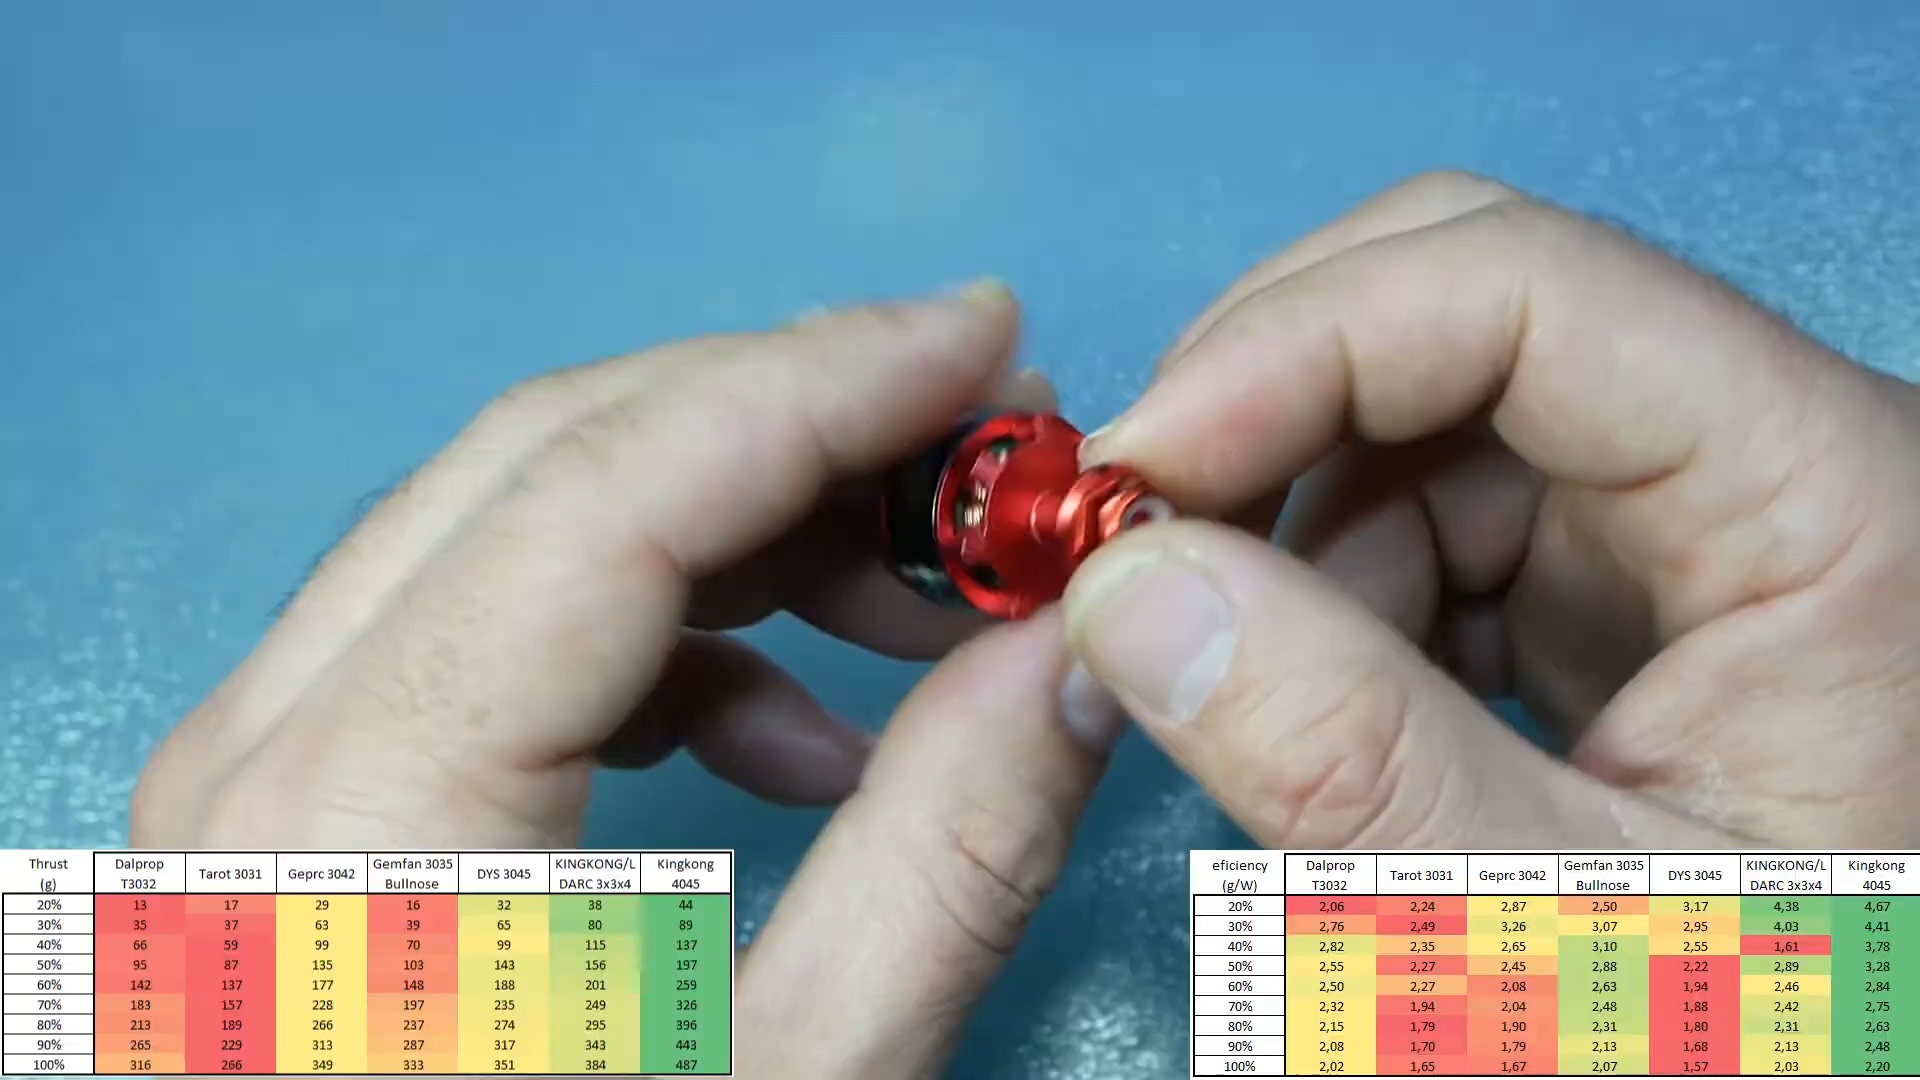 Thrust (g) Dalprop T3032 Tarot 3031 Geprc 3042 Gemfan 3035 Bullnose DYS 3045 KINGKONG/L DARC 3x3x4 Kingkong 4045
20% 13 17 29 16 32 38 44
30% 35 37 63 39 65 80 89
40% 66 59 99 70 99 115 137
50% 95 87 135 103 143 156 197
60% 142 137 177 148 188 201 259
70% 183 157 228 197 235 249 326
80% 213 189 266 237 274 295 396
90% 265 229 313 287 317 343 443
100% 316 266 349 333 351 384 487
eficiency (g/W) Dalprop T3032 Tarot 3031 Geprc 3042 Gemfan 3035 Bullnose DYS 3045 KINGKONG/L DARC 3x3x4 Kingkong 4045
20% 2,06 2,24 2,87 2,50 3,17 4,38 4,67
30% 2,76 2,49 3,26 3,07 2,95 4,03 4,41
40% 2,82 2,35 2,65 3,10 2,55 1,61 3,78
50% 2,55 2,27 2,45 2,88 2,22 2,89 3,28
60% 2,50 2,27 2,08 2,63 1,94 2,46 2,84
70% 2,32 1,94 2,04 2,48 1,88 2,42 2,75
80% 2,15 1,79 1,90 2,31 1,80 2,31 2,63
90% 2,08 1,70 1,79 2,13 1,68 2,13 2,48
100% 2,02 1,65 1,67 2,07 1,57 2,03 2,20